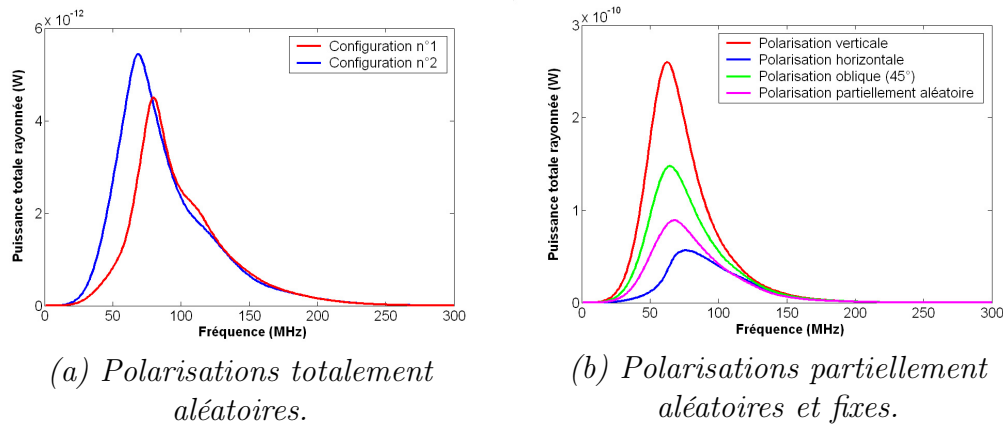 x 10^-12
6
4
2
0
0 50 100 150 200 250 300
Puissance totale rayonnée (W)
Fréquence (MHz)
Configuration n°1
Configuration n°2
(a) Polarisations totalement
aléatoires.
x 10^-10
3
2
1
0
0 50 100 150 200 250 300
Puissance totale rayonnée (W)
Fréquence (MHz)
Polarisation verticale
Polarisation horizontale
Polarisation oblique (45°)
Polarisation partiellement aléatoire
(b) Polarisations partiellement
aléatoires et fixes.